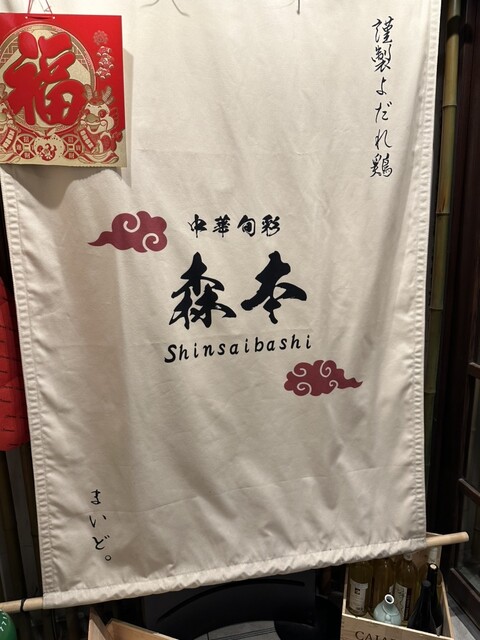 福
謹製よだれ鶏
中華旬彩
森本
Shinsaibashi
まいど。